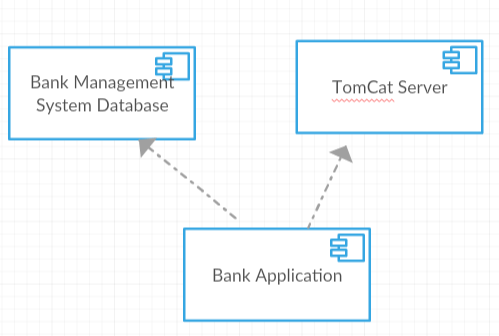 Bank Management
System Database
TomCat Server
Bank Application